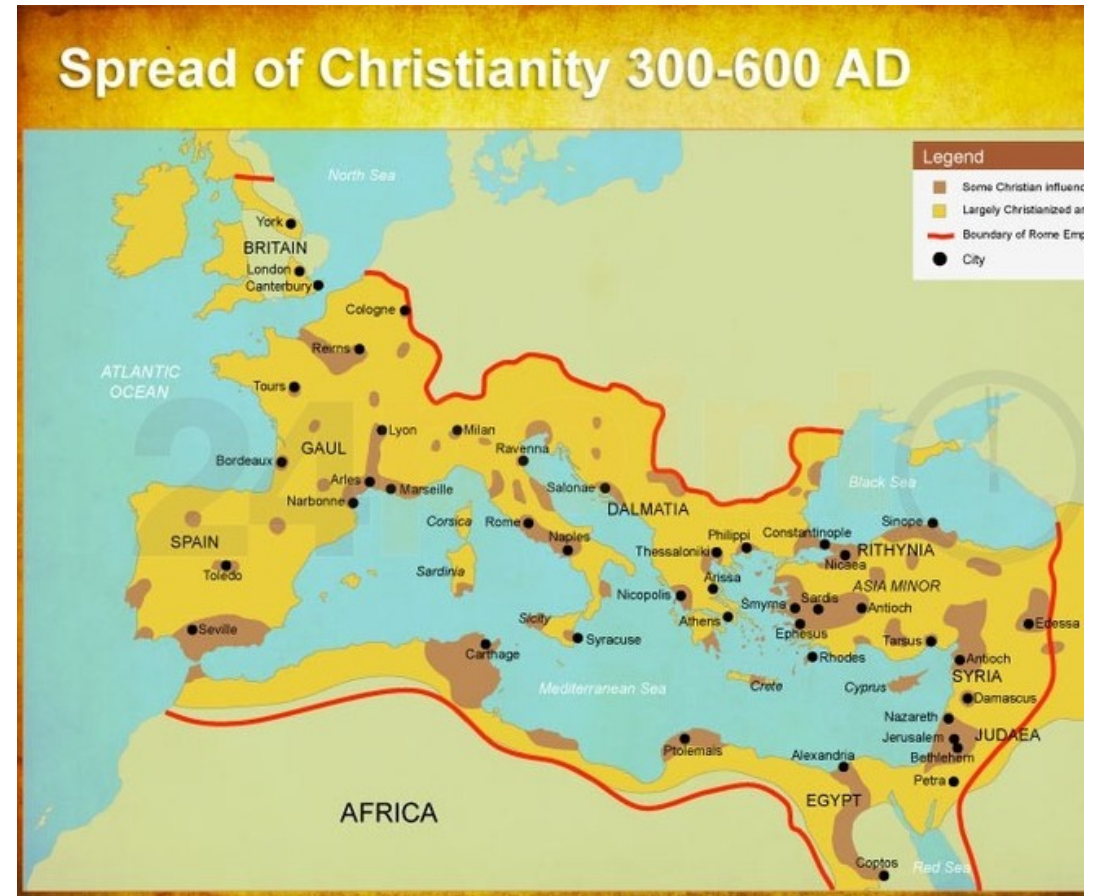 Spread of Christianity 300-600 AD
Legend
Some Christian influenc
Largely Christianized ar
Boundary of Rome Emp
City
North Sea
York
BRITAIN
London
Canterbury
Cologne
Reirns
ATLANTIC
OCEAN
Tours
Lyon
Milan
GAUL
Ravenna
Bordeaux
Arles
Marseille
Narbonne
Salonae
Black Sea
DALMATIA
Corsica
Rome
Sinope
SPAIN
Naples
Philippi
Constantinople
Thessaloniki
RITHYNIA
Nicaea
Toledo
Sardinia
Arissa
ASIA MINOR
Nicopolis
Smyrna
Sardis
Antioch
Edessa
Sicity
Athens
Seville
Syracuse
Ephesus
Tarsus
Carthage
Rhodes
Antioch
SYRIA
Mediterranean Sea
Crete
Cyprus
Damascus
Nazareth
Jerusalem
JUDAEA
Ptolemais
Alexandria
Bethlehem
Petra
AFRICA
EGYPT
Coptos
Red Sea